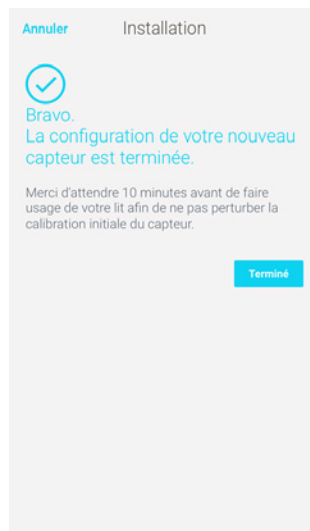 Annuler Installation
Bravo.
La configuration de votre nouveau
capteur est terminée.
Merci d'attendre 10 minutes avant de faire
usage de votre lit afin de ne pas perturber la
calibration initiale du capteur.
Terminé